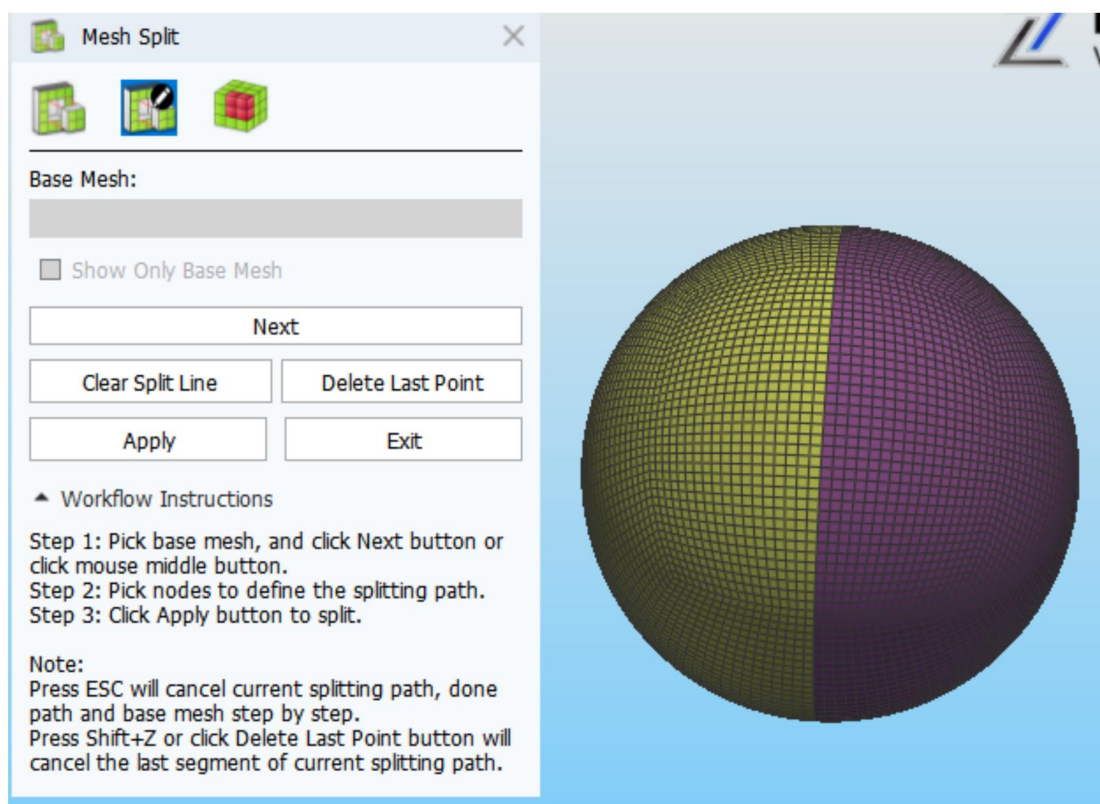 Mesh Split
Base Mesh:
Show Only Base Mesh
Next
Clear Split Line
Delete Last Point
Apply
Exit
Workflow Instructions
Step 1: Pick base mesh, and click Next button or
click mouse middle button.
Step 2: Pick nodes to define the splitting path.
Step 3: Click Apply button to split.
Note:
Press ESC will cancel current splitting path, done
path and base mesh step by step.
Press Shift+Z or click Delete Last Point button will
cancel the last segment of current splitting path.